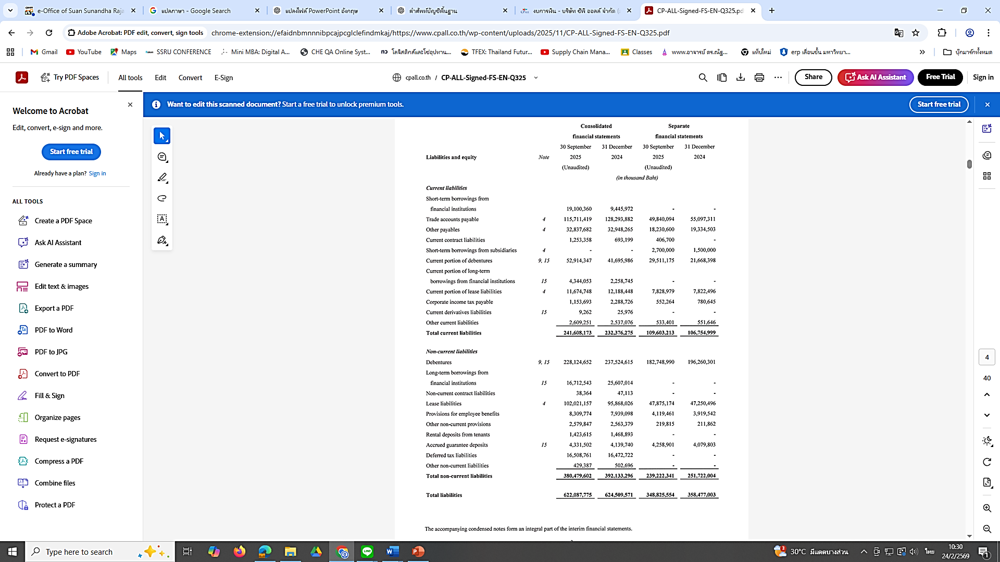 e-Office of Suan Sunandha Raja
แปลภาษา - Google Search
แปลงไฟล์ PowerPoint อังกฤษ
คำศัพท์บัญชีพื้นฐาน
งบการเงิน - บริษัท ซีพี ออลล์ จำกัด (
CP-ALL-Signed-FS-EN-Q325.pd
Adobe Acrobat: PDF edit, convert, sign tools
chrome-extension://efaidnbmnnnibpcajpcglclefindmkaj/https://www.cpall.co.th/wp-content/uploads/2025/11/CP-ALL-Signed-FS-EN-Q325.pdf
Gmail YouTube Maps SSRU CONFERENCE Mini MBA: Digital A... CHE QA Online Syst... โลจิสติกส์และโซ่อุปทาน... TFEX: Thailand Futur... Supply Chain Mana... Classes www.อาจารย์ ดร.ณัฐ... แท็บใหม่ erp เลื่อนขั้น มหาวิทยา... บุ๊กมาร์กทั้งหมด
Try PDF Spaces All tools Edit Convert E-Sign cpall.co.th / CP-ALL-Signed-FS-EN-Q325 Share Ask AI Assistant Free Trial Sign in
Want to edit this scanned document? Start a free trial to unlock premium tools. Start free trial
Welcome to Acrobat
Edit, convert, e-sign and more.
Start free trial
Already have a plan? Sign in
ALL TOOLS
Create a PDF Space
Ask AI Assistant
Generate a summary
Edit text & images
Export a PDF
PDF to Word
PDF to JPG
Convert to PDF
Fill & Sign
Organize pages
Request e-signatures
Compress a PDF
Combine files
Protect a PDF
Consolidated Separate
financial statements financial statements
30 September 31 December 30 September 31 December
Liabilities and equity Note 2025 2024 2025 2024
(Unaudited) (Unaudited)
(in thousand Baht)
Current liabilities
Short-term borrowings from
financial institutions 19,100,360 9,445,972 - -
Trade accounts payable 4 115,711,419 128,293,882 49,840,094 55,097,311
Other payables 4 32,837,682 32,948,265 18,230,600 19,334,503
Current contract liabilities 1,253,358 693,199 406,700 -
Short-term borrowings from subsidiaries 4 - - 2,700,000 1,500,000
Current portion of debentures 9, 15 52,914,347 41,695,986 29,511,175 21,668,398
Current portion of long-term
borrowings from financial institutions 15 4,344,053 2,258,745 - -
Current portion of lease liabilities 4 11,674,748 12,188,448 7,828,979 7,822,496
Corporate income tax payable 1,153,693 2,288,726 552,264 780,645
Current derivatives liabilities 15 9,262 25,976 - -
Other current liabilities 2,609,251 2,537,076 533,401 551,646
Total current liabilities 241,608,173 232,376,275 109,603,213 106,754,999
Non-current liabilities
Debentures 9, 15 228,124,652 237,524,615 182,748,990 196,260,301
Long-term borrowings from
financial institutions 15 16,712,543 25,607,014 - -
Non-current contract liabilities 38,364 47,113 - -
Lease liabilities 4 102,021,157 95,868,026 47,875,174 47,250,496
Provisions for employee benefits 8,309,774 7,939,098 4,119,461 3,919,542
Other non-current provisions 2,579,847 2,563,379 219,815 211,862
Rental deposits from tenants 1,423,615 1,468,893 - -
Accrued guarantee deposits 15 4,331,502 4,139,740 4,258,901 4,079,803
Deferred tax liabilities 16,508,761 16,472,722 - -
Other non-current liabilities 429,387 502,696 - -
Total non-current liabilities 380,479,602 392,133,296 239,222,341 251,722,004
Total liabilities 622,087,775 624,509,571 348,825,554 358,477,003
The accompanying condensed notes form an integral part of the interim financial statements.
4
40
Type here to search
30°C มีแดดบางส่วน
ไทย
10:30
24/2/2569